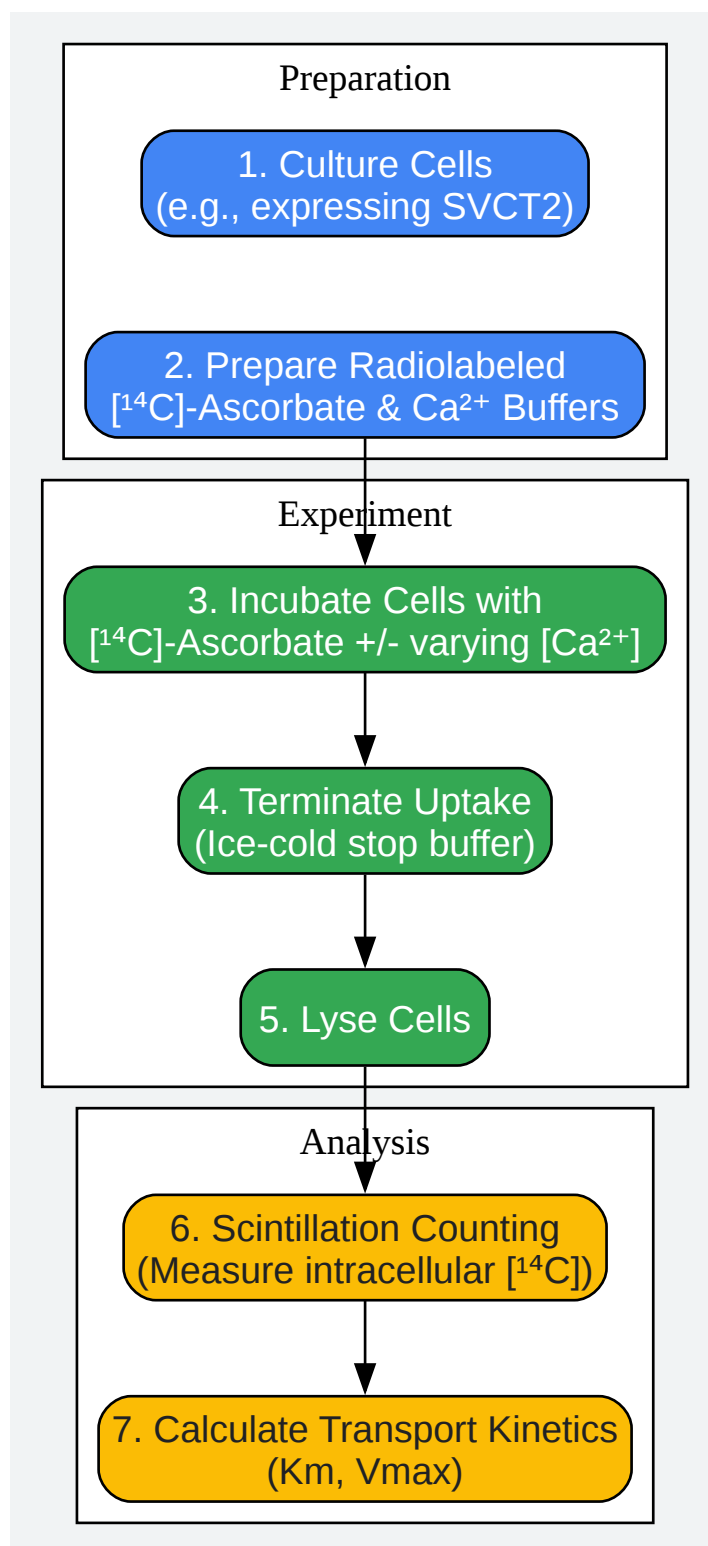 Preparation
1. Culture Cells
(e.g., expressing SVCT2)
2. Prepare Radiolabeled
[¹⁴C]-Ascorbate & Ca²⁺ Buffers
Experiment
3. Incubate Cells with
[¹⁴C]-Ascorbate +/- varying [Ca²⁺]
4. Terminate Uptake
(Ice-cold stop buffer)
5. Lyse Cells
Analysis
6. Scintillation Counting
(Measure intracellular [¹⁴C])
7. Calculate Transport Kinetics
(Km, Vmax)